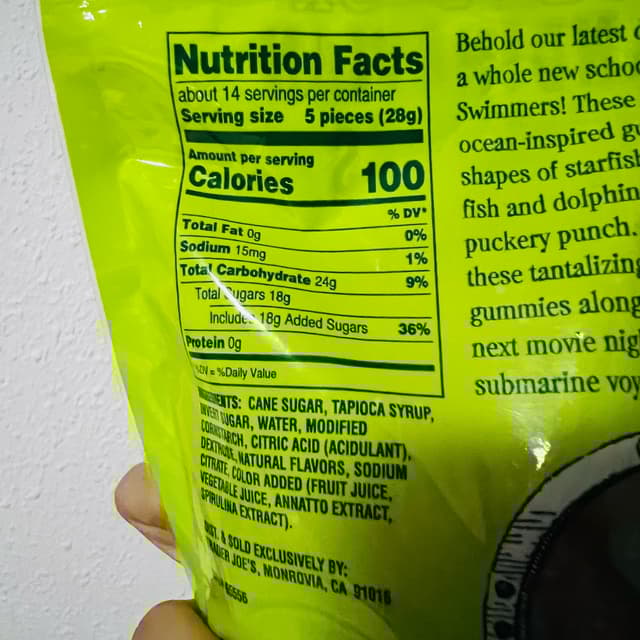 Nutrition Facts
about 14 servings per container
Serving size 5 pieces (28g)
Amount per serving
Calories 100
% DV*
Total Fat 0g 0%
Sodium 15mg 1%
Total Carbohydrate 24g 9%
Total Sugars 18g
Includes 18g Added Sugars 36%
Protein 0g
*DV = %Daily Value
INGREDIENTS: CANE SUGAR, TAPIOCA SYRUP,
INVERT SUGAR, WATER, MODIFIED
CORNSTARCH, CITRIC ACID (ACIDULANT),
DEXTROSE, NATURAL FLAVORS, SODIUM
CITRATE, COLOR ADDED (FRUIT JUICE,
VEGETABLE JUICE, ANNATTO EXTRACT,
SPIRULINA EXTRACT).
DIST. & SOLD EXCLUSIVELY BY:
TRADER JOE'S, MONROVIA, CA 91016
Behold our latest
a whole new
Swimmers! These
ocean-inspired
shapes of starfish
fish and dolphin
puckery punch.
these tantalizing
gummies along
next movie
submarine